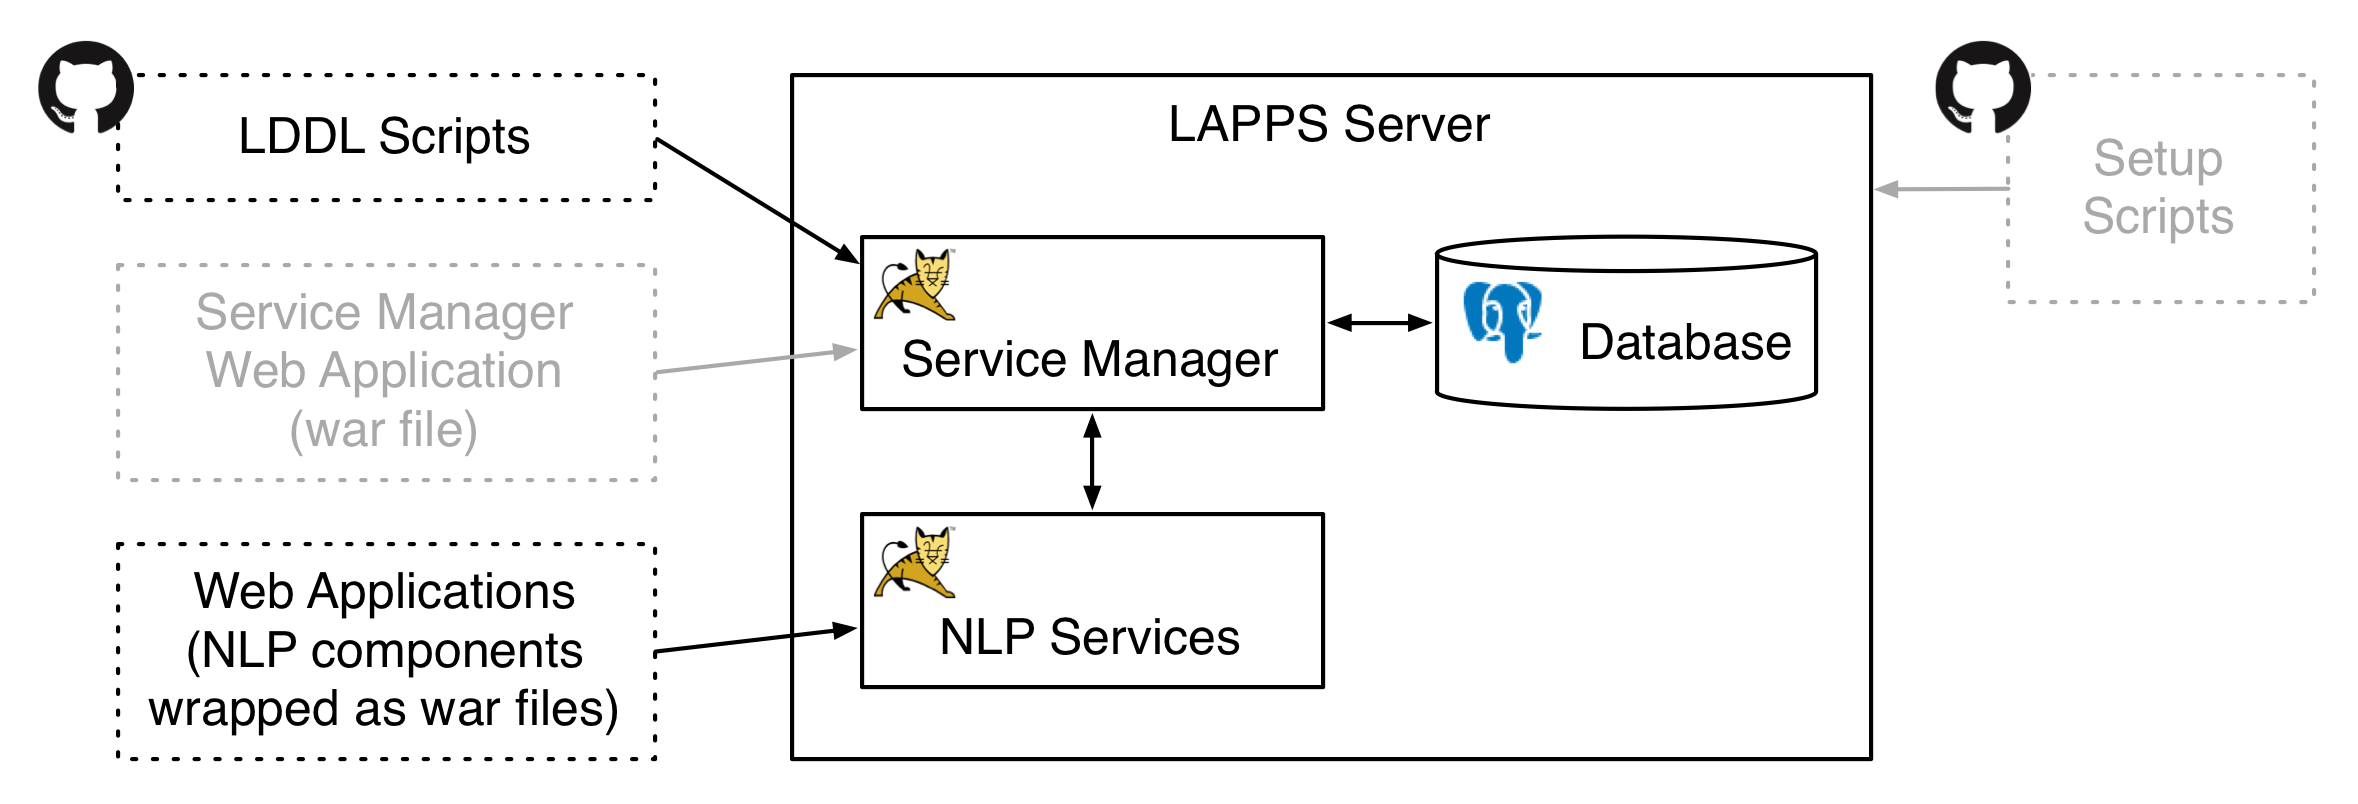 LDDL Scripts
Service Manager
Web Application
(war file)
Web Applications
(NLP components
wrapped as war files)
LAPPS Server
Service Manager
Database
NLP Services
Setup
Scripts